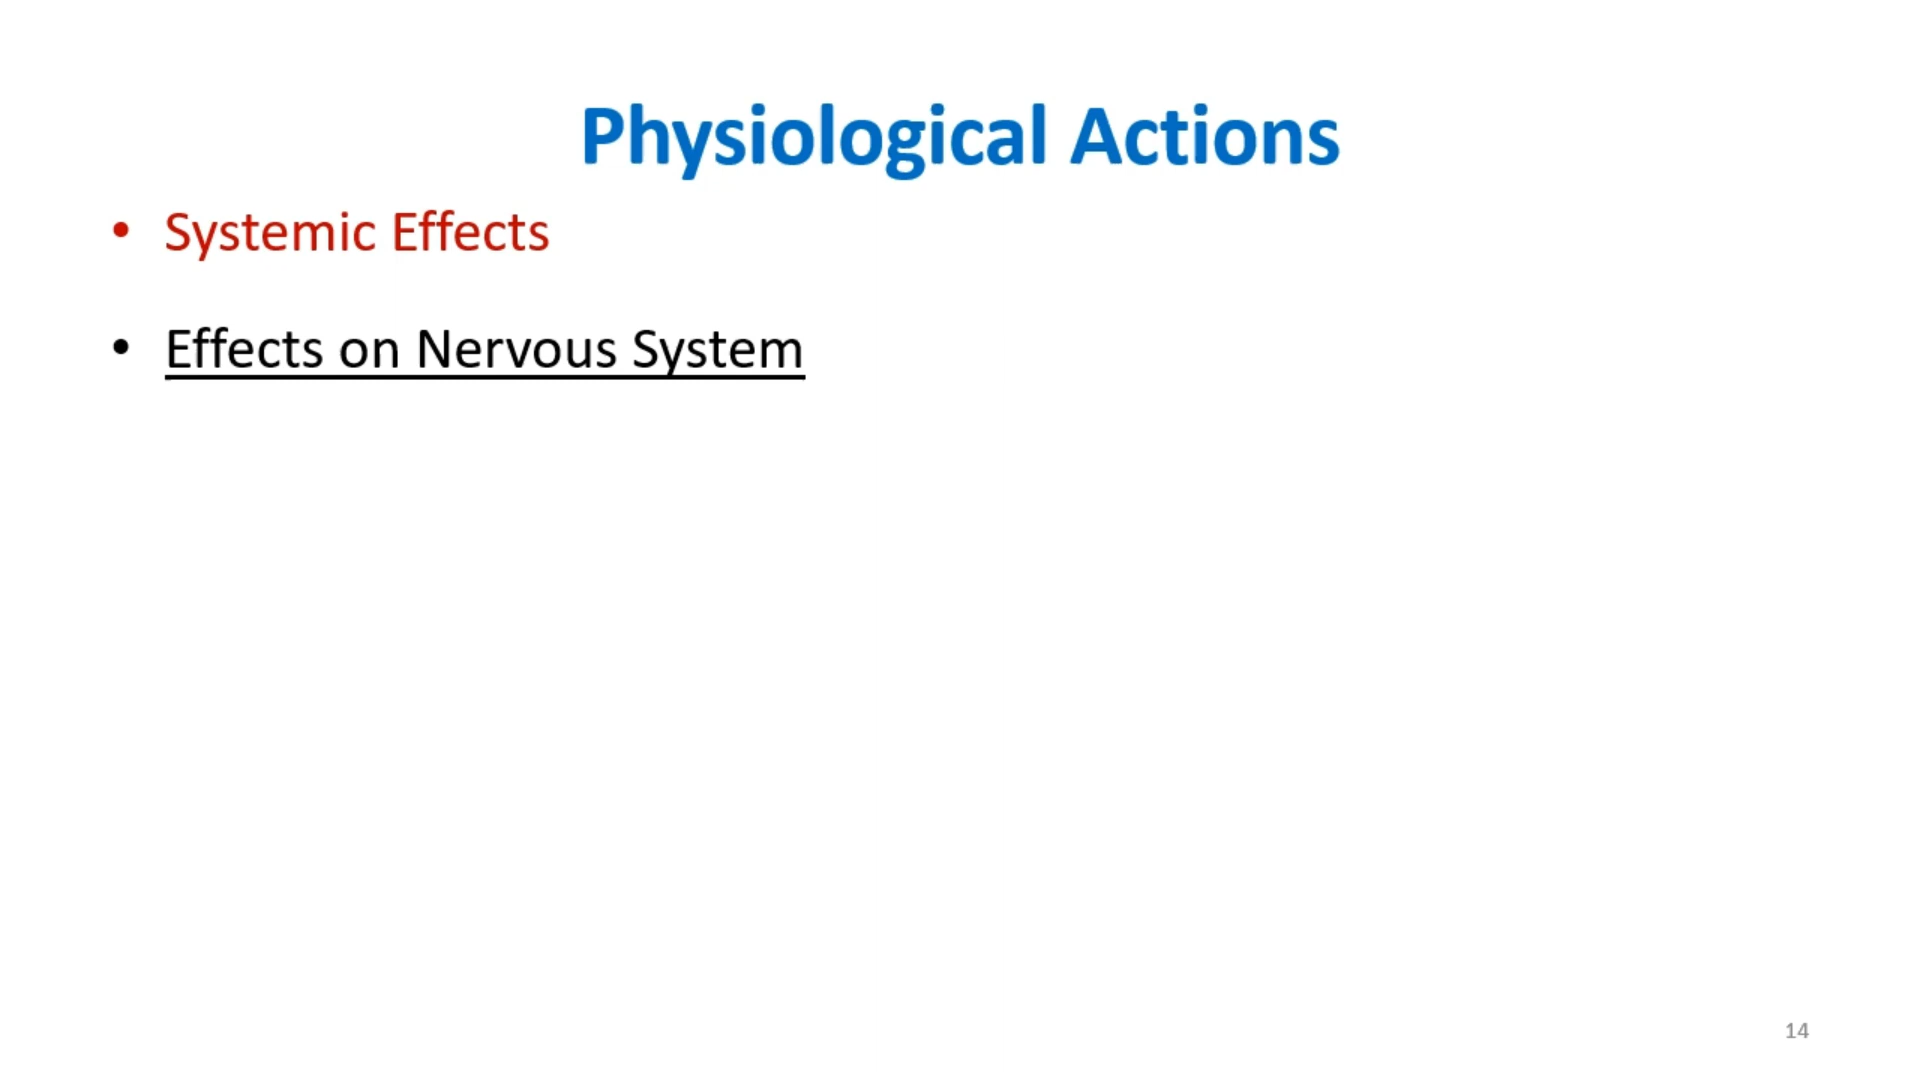 Physiological Actions
• Systemic Effects
• Effects on Nervous System
14